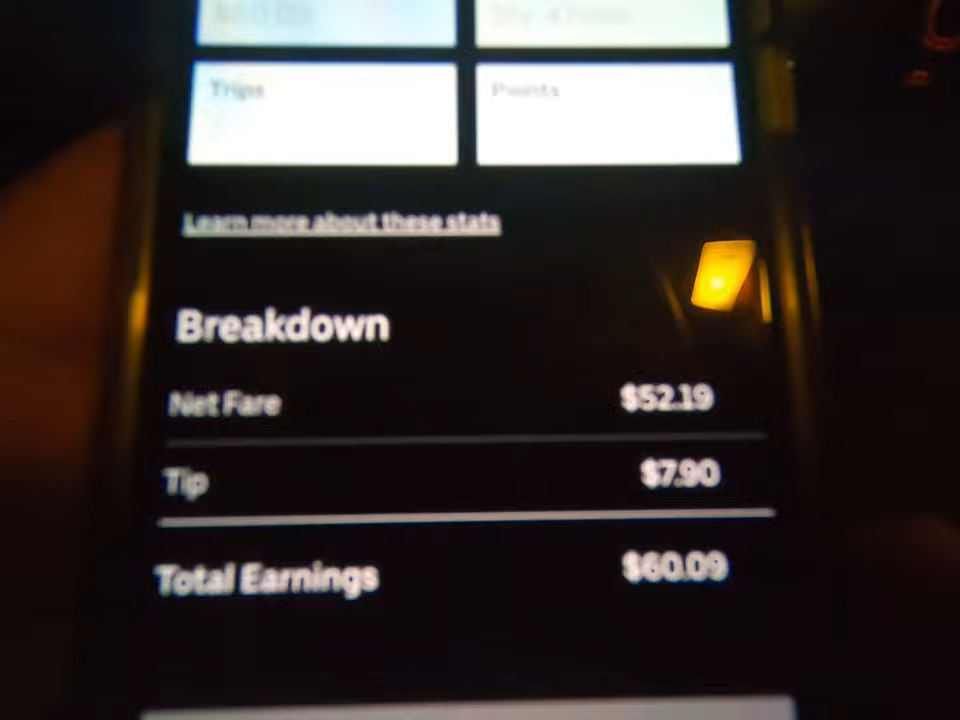 Trips
Points
Learn more about these stats
Breakdown
Net Fare $52.19
Tip $7.90
Total Earnings $60.09